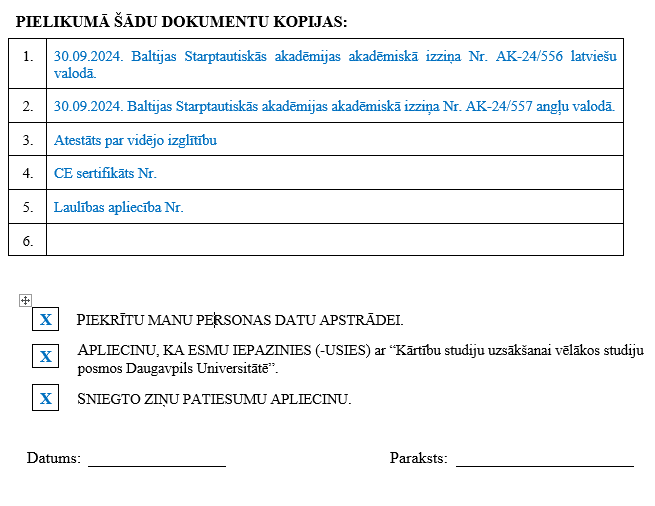 PIELIKUMĀ ŠĀDU DOKUMENTU KOPIJAS:
1. 30.09.2024. Baltijas Starptautiskās akadēmijas akadēmiskā izziņa Nr. AK-24/556 latviešu
valodā.
2. 30.09.2024. Baltijas Starptautiskās akadēmijas akadēmiskā izziņa Nr. AK-24/557 angļu valodā.
3. Atestāts par vidējo izglītību
4. CE sertifikāts Nr.
5. Laulības apliecība Nr.
6.
X PIEKRĪTU MANU PERSONAS DATU APSTRĀDEI.
X APLIECINU, KA ESMU IEPAZINIES (-USIES) ar “Kārtību studiju uzsākšanai vēlākos studiju
posmos Daugavpils Universitātē”.
X SNIEGTO ZIŅU PATIESUMU APLIECINU.
Datums: Paraksts: